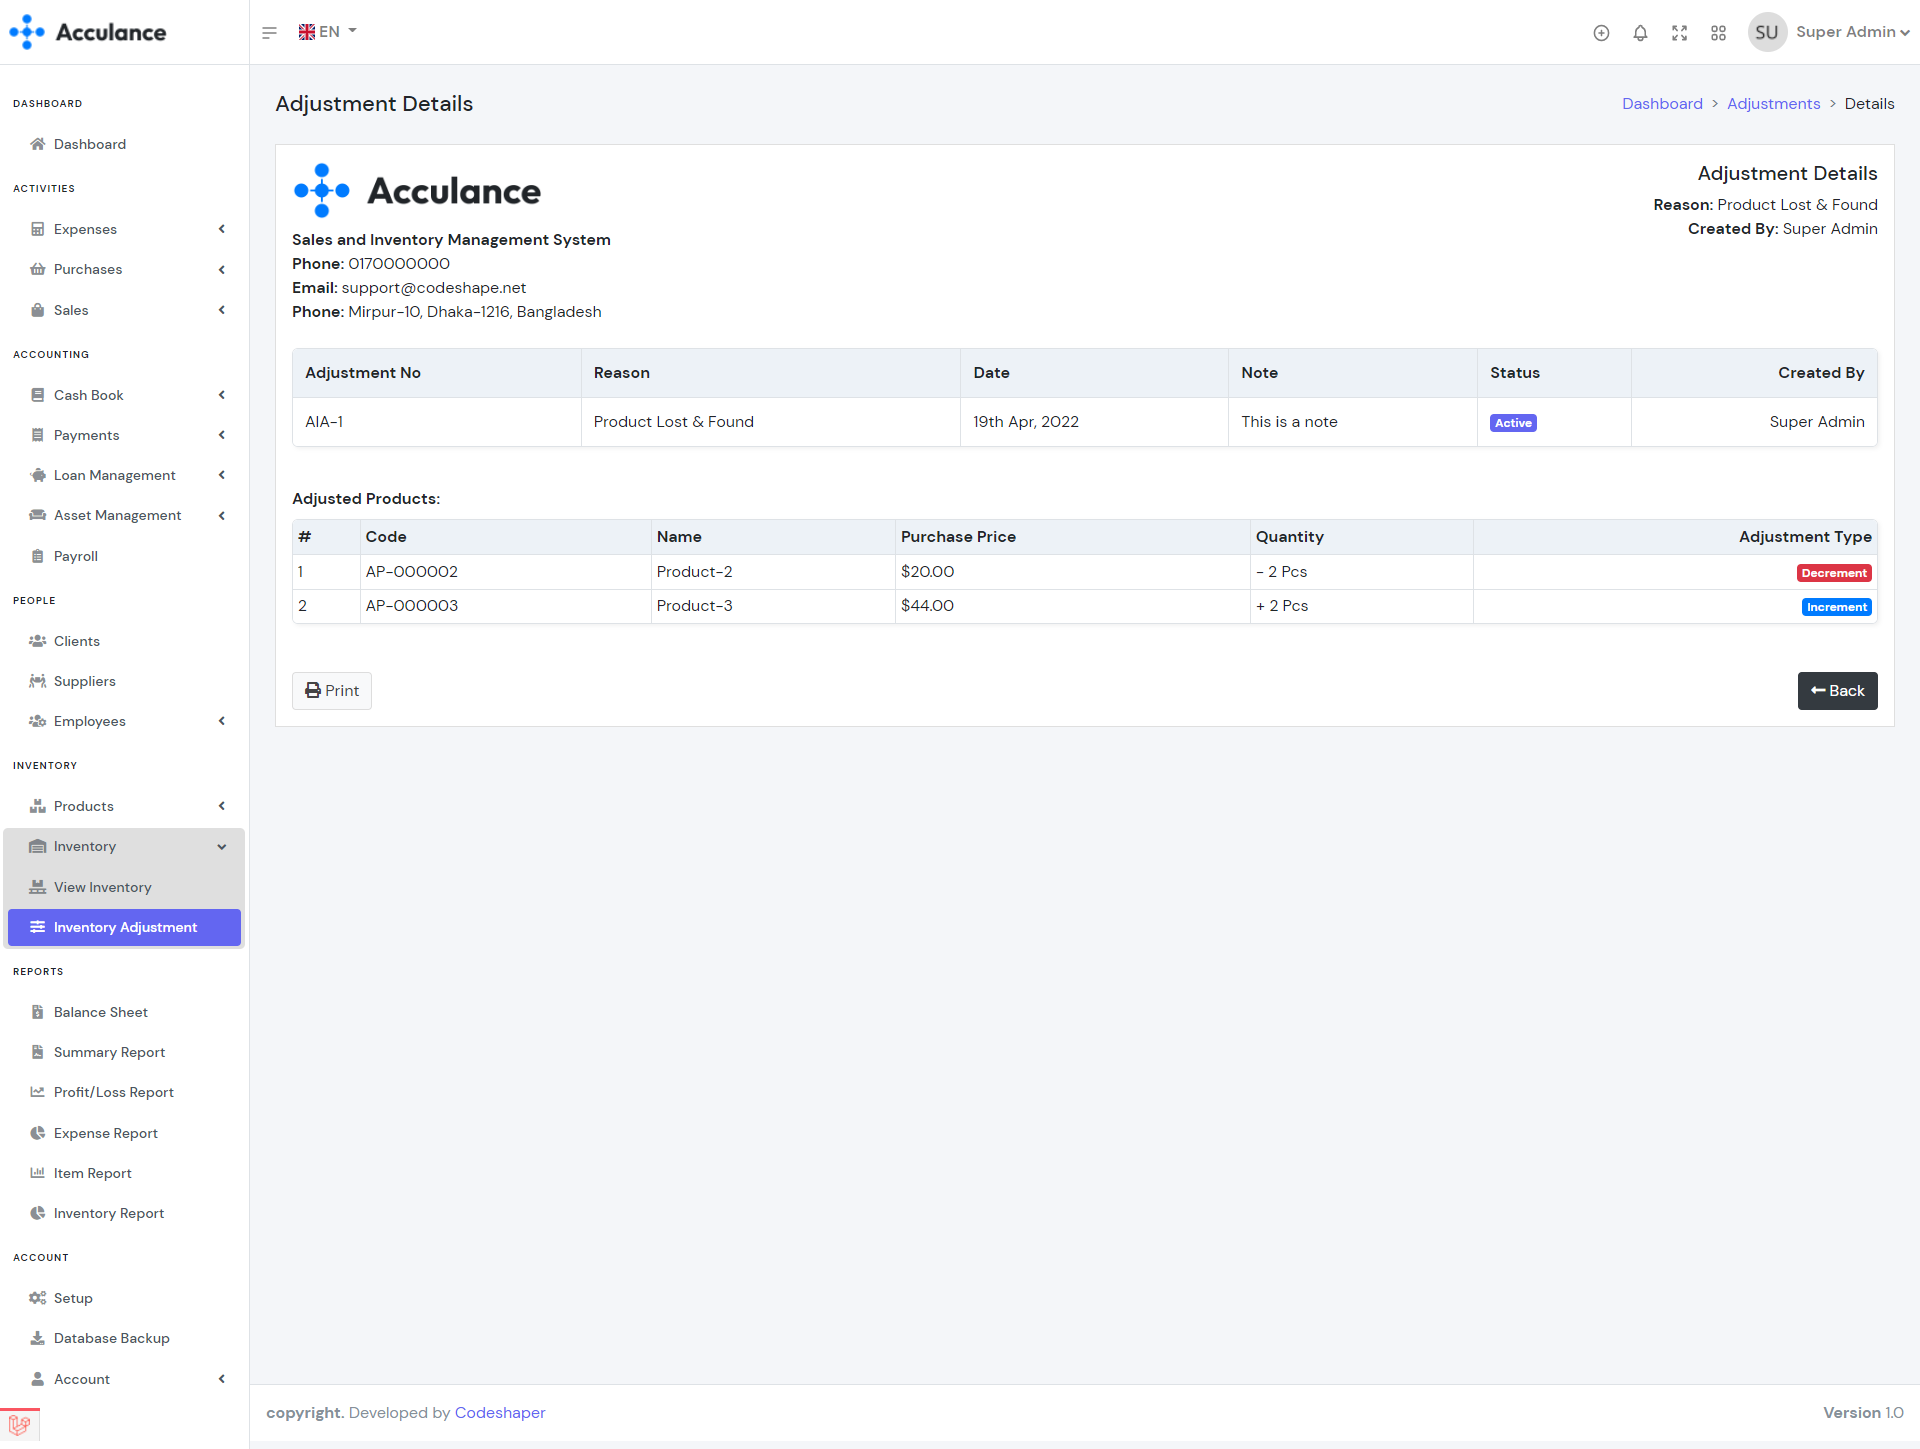 Acculance
EN
SU Super Admin
DASHBOARD
Dashboard
ACTIVITIES
Expenses
Purchases
Sales
ACCOUNTING
Cash Book
Payments
Loan Management
Asset Management
Payroll
PEOPLE
Clients
Suppliers
Employees
INVENTORY
Products
Inventory
View Inventory
Inventory Adjustment
REPORTS
Balance Sheet
Summary Report
Profit/Loss Report
Expense Report
Item Report
Inventory Report
ACCOUNT
Setup
Database Backup
Account
Adjustment Details
Dashboard > Adjustments > Details
Acculance
Sales and Inventory Management System
Phone: 0170000000
Email: support@codeshape.net
Phone: Mirpur-10, Dhaka-1216, Bangladesh
Adjustment Details
Reason: Product Lost & Found
Created By: Super Admin
Adjustment No Reason Date Note Status Created By
AIA-1 Product Lost & Found 19th Apr, 2022 This is a note Active Super Admin
Adjusted Products:
# Code Name Purchase Price Quantity Adjustment Type
1 AP-000002 Product-2 $20.00 - 2 Pcs Decrement
2 AP-000003 Product-3 $44.00 + 2 Pcs Increment
Print
Back
copyright. Developed by Codeshaper
Version 1.0